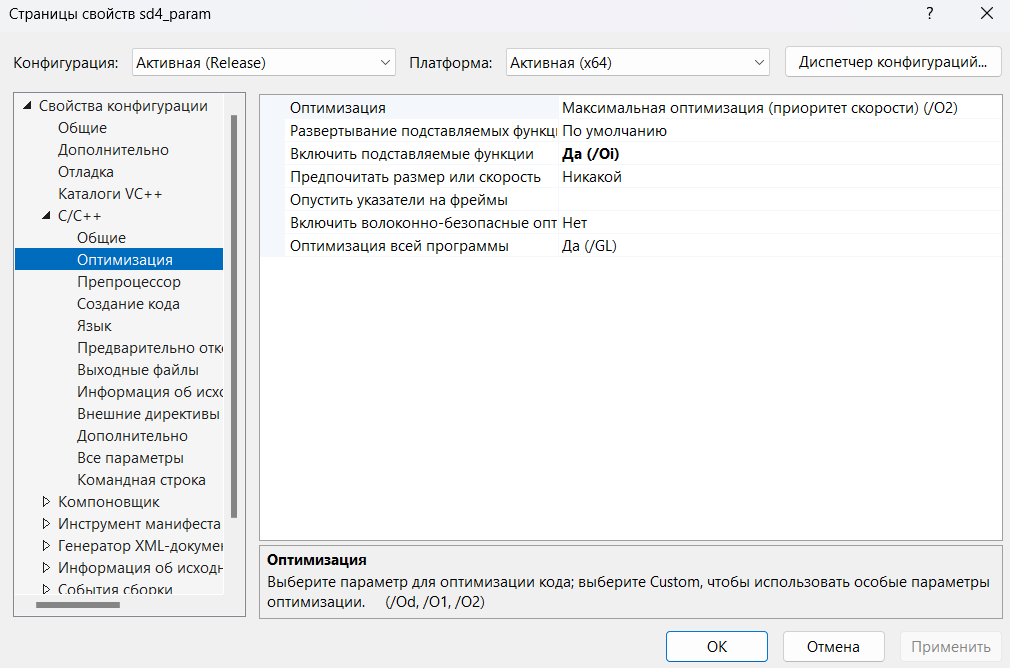 Страницы свойств sd4_param ?
Конфигурация: Активная (Release) Платформа: Активная (x64) Диспетчер конфигураций...
Свойства конфигурации
Общие
Дополнительно
Отладка
Каталоги VC++
C/C++
Общие
Оптимизация
Препроцессор
Создание кода
Язык
Предварительно отко
Выходные файлы
Информация об исхо
Внешние директивы
Дополнительно
Все параметры
Командная строка
Компоновщик
Инструмент манифеста
Генератор XML-докумен
Информация об исходн
События сборки
Оптимизация Максимальная оптимизация (приоритет скорости) (/O2)
Развертывание подставляемых функц По умолчанию
Включить подставляемые функции Да (/Oi)
Предпочитать размер или скорость Никакой
Опустить указатели на фреймы
Включить волоконно-безопасные опт Нет
Оптимизация всей программы Да (/GL)
Оптимизация
Выберите параметр для оптимизации кода; выберите Custom, чтобы использовать особые параметры
оптимизации. (/Od, /O1, /O2)
ОК Отмена Применить